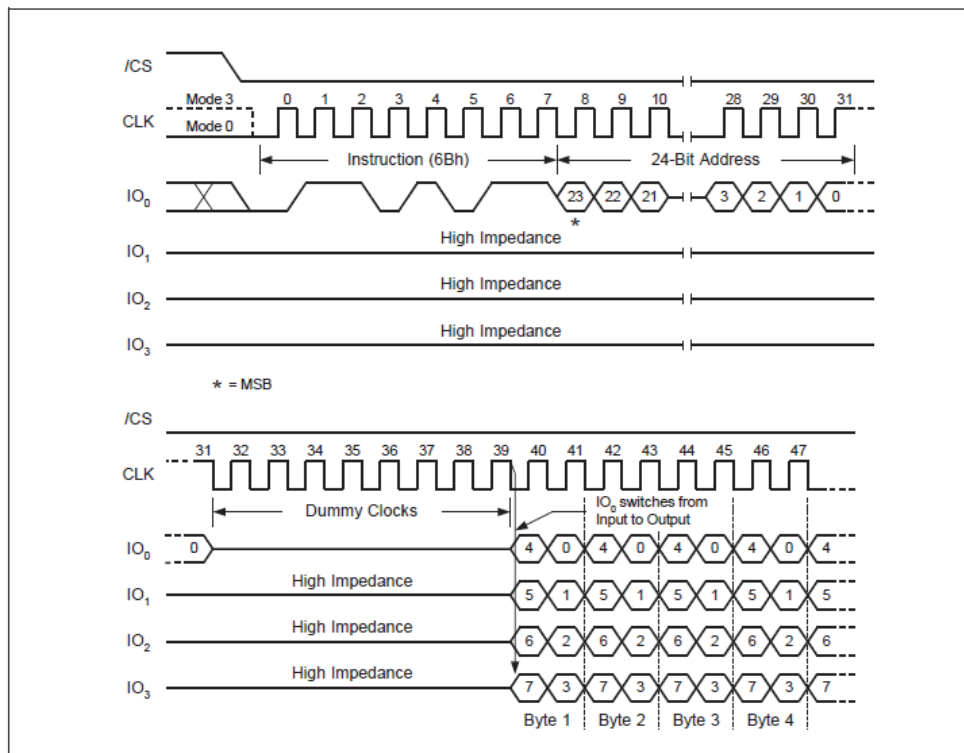 /CS
Mode 3 0 1 2 3 4 5 6 7 8 9 10 28 29 30 31
CLK
Mode 0
Instruction (6Bh) 24-Bit Address
IO0 23 22 21 3 2 1 0
*
High Impedance
IO1
High Impedance
IO2
High Impedance
IO3
* = MSB
/CS
31 32 33 34 35 36 37 38 39 40 41 42 43 44 45 46 47
CLK
Dummy Clocks
IO0 switches from
Input to Output
IO0 0 4 0 4 0 4 0 4 0 4
High Impedance
IO1 5 1 5 1 5 1 5 1 5
High Impedance
IO2 6 2 6 2 6 2 6 2 6
High Impedance
IO3 7 3 7 3 7 3 7 3 7
Byte 1 Byte 2 Byte 3 Byte 4